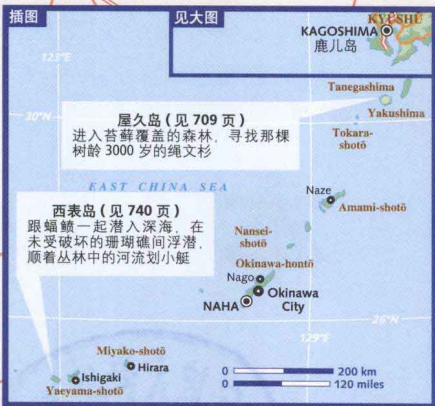 插图
见大图
KYŪSHŪ
KAGOSHIMA
鹿儿岛
123°E
Tanegashima
30°N
屋久岛（见 709 页）
进入苔藓覆盖的森林，寻找那棵
树龄 3000 岁的绳文杉
Yakushima
Tokara-
shotō
EAST CHINA SEA
Naze
Amami-shotō
西表岛（见 740 页）
跟蝠鲼一起潜入深海，在
未受破坏的珊瑚礁间浮潜，
顺着丛林中的河流划小艇
Nansei-
shotō
Okinawa-hontō
Nago
Okinawa
City
NAHA
26°N
129°E
Miyako-shotō
Hirara
Ishigaki
Yaeyama-shotō
0 200 km
0 120 miles